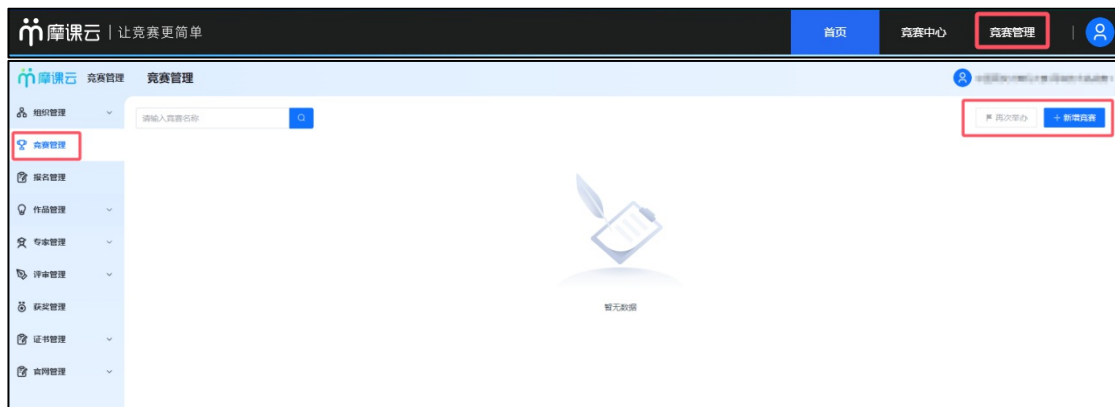 摩课云 | 让竞赛更简单
首页 竞赛中心 竞赛管理
摩课云 竞赛管理 竞赛管理
组织管理
请输入竞赛名称
再次举办 + 新增竞赛
竞赛管理
报名管理
作品管理
专家管理
评审管理
获奖管理
暂无数据
证书管理
官网管理